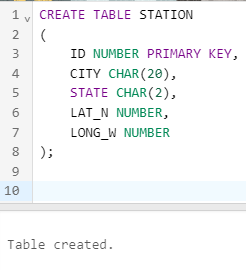 1 CREATE TABLE STATION
2 (
3 ID NUMBER PRIMARY KEY,
4 CITY CHAR(20),
5 STATE CHAR(2),
6 LAT_N NUMBER,
7 LONG_W NUMBER
8 );
9
10
Table created.